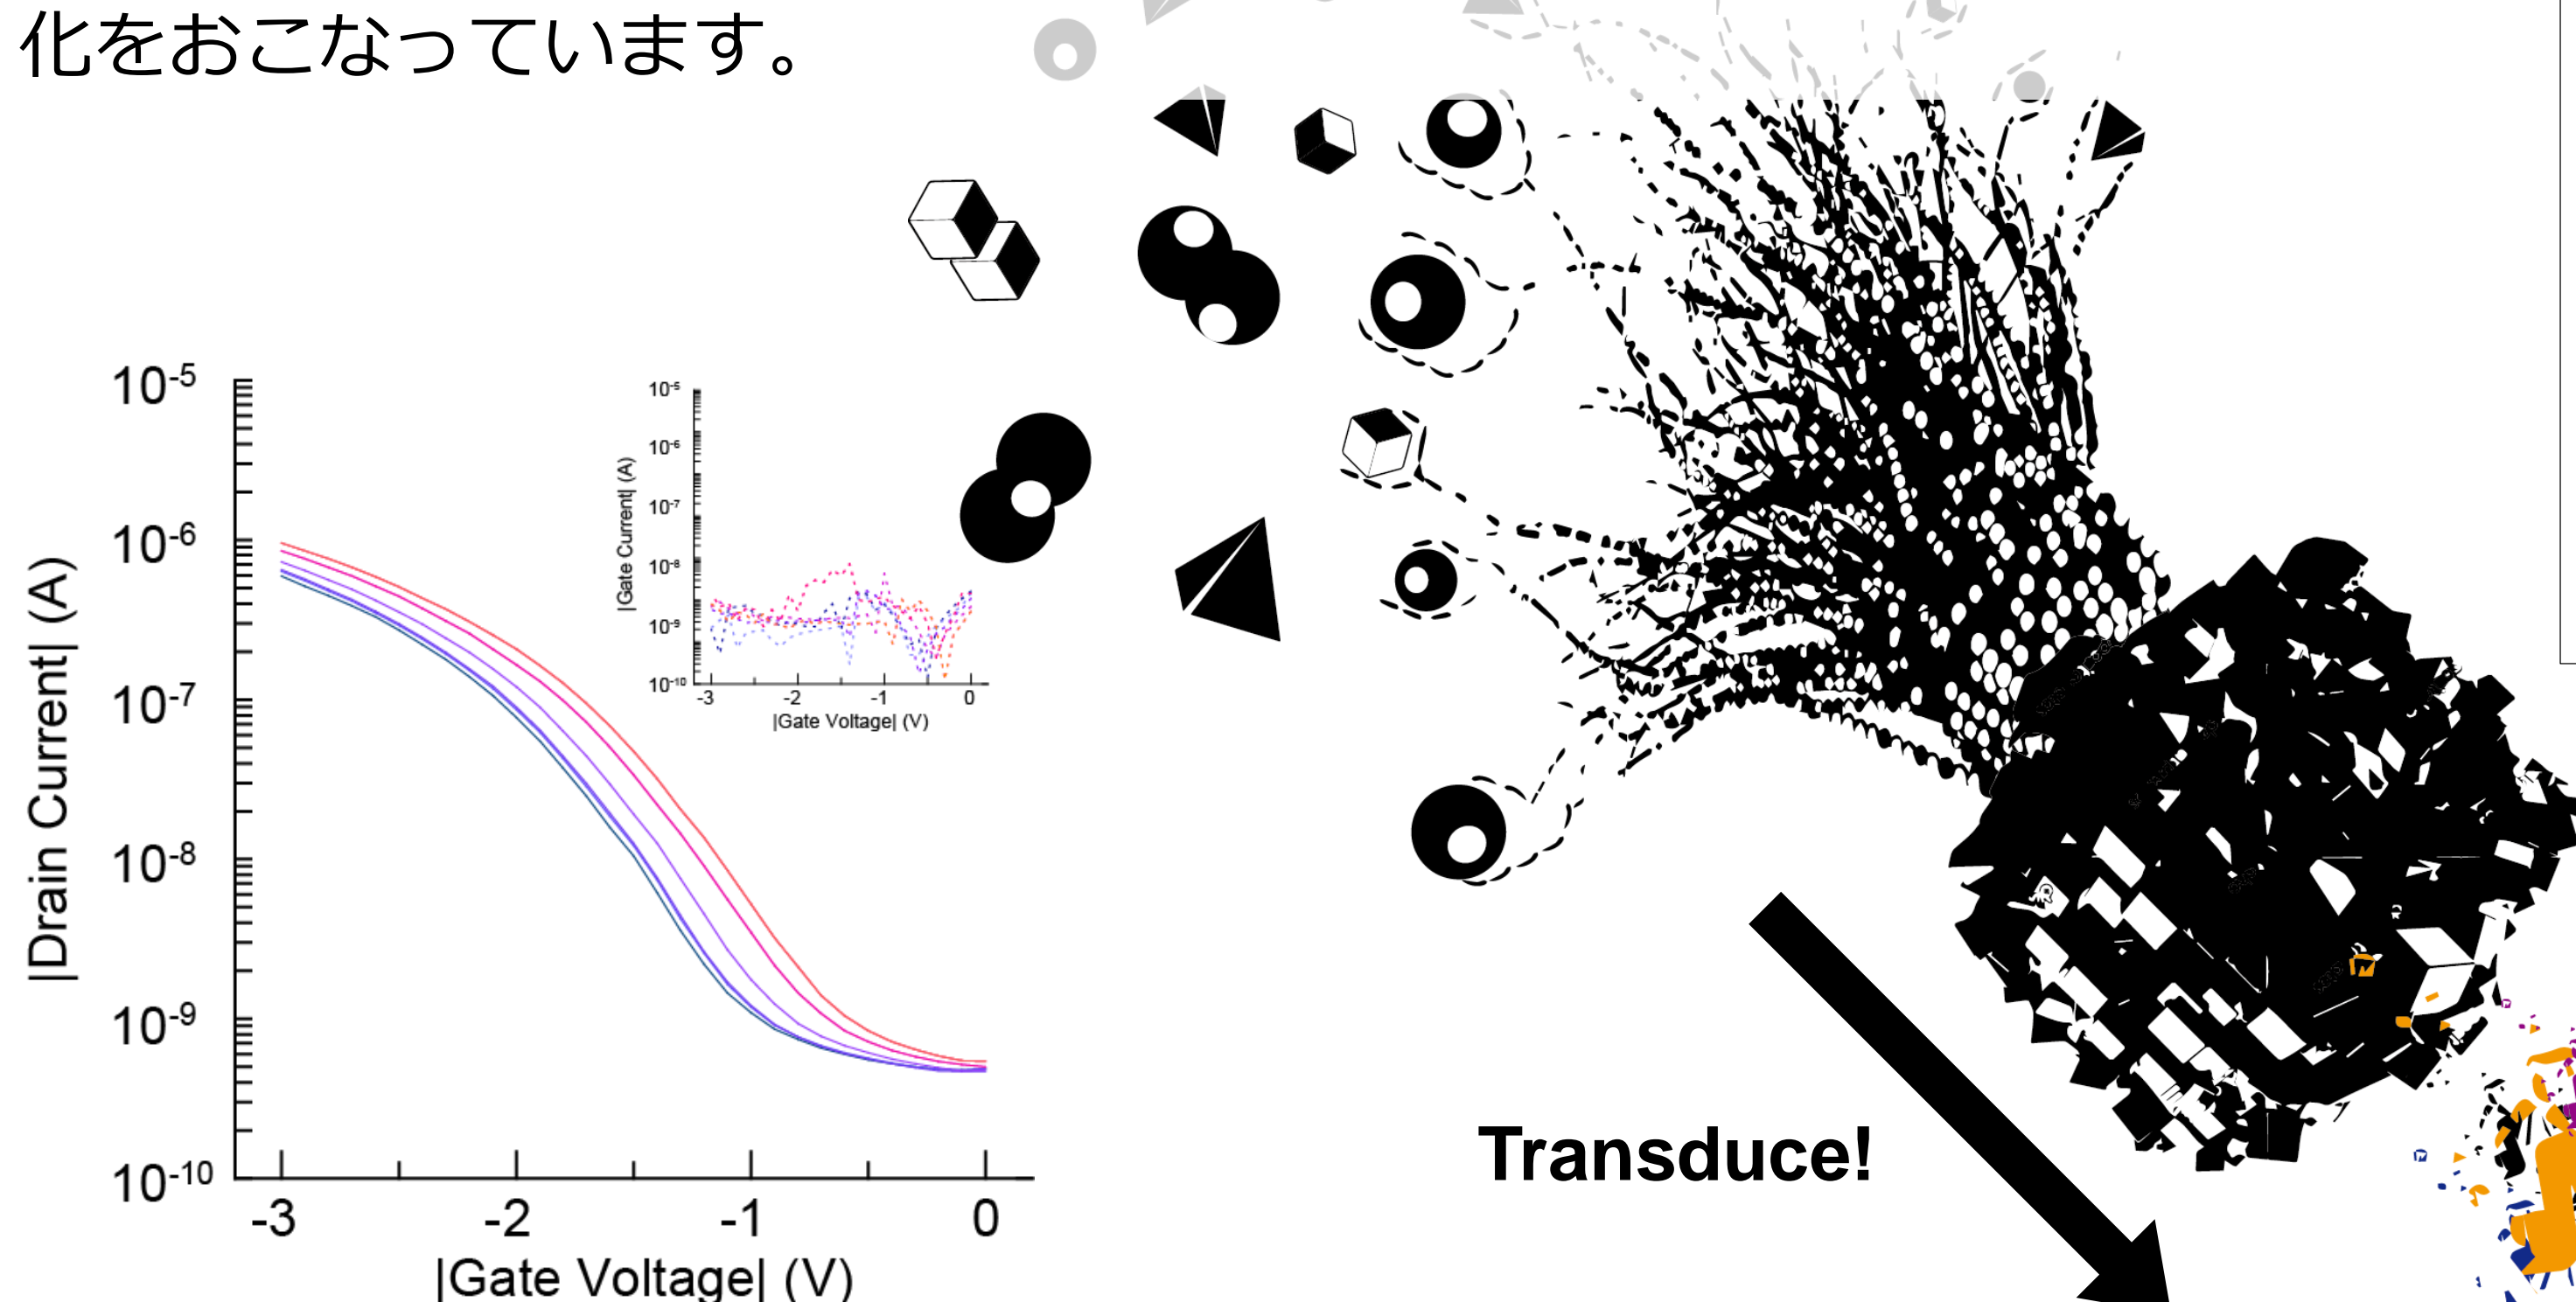 化をおこなっています。
10-5
10-6
10-7
10-8
10-9
10-10
|Drain Current| (A)
-3 -2 -1 0
|Gate Voltage| (V)
10-5
10-6
10-7
10-8
10-9
10-10
|Gate Current| (A)
-3 -2 -1 0
|Gate Voltage| (V)
Transduce!